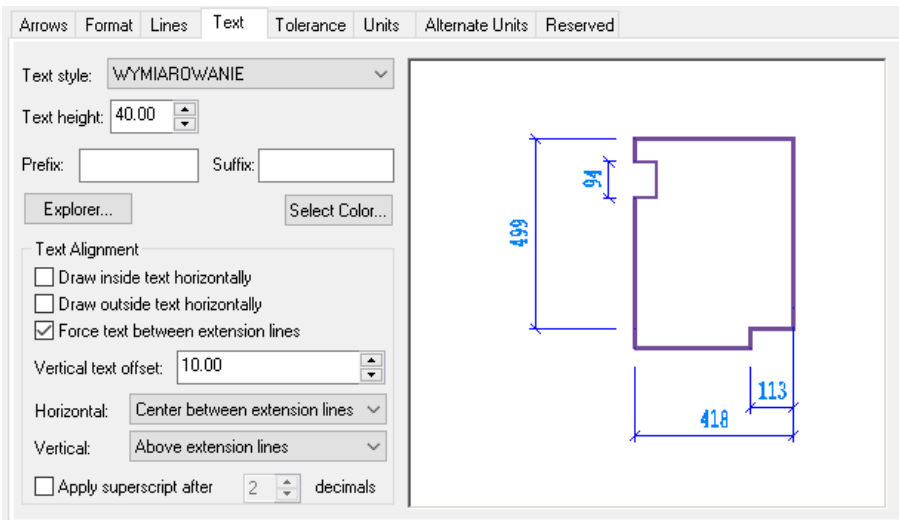 Arrows Format Lines Text Tolerance Units Alternate Units Reserved
Text style: WYMIAROWANIE
Text height: 40.00
Prefix: Suffix:
Explorer... Select Color...
Text Alignment
Draw inside text horizontally
Draw outside text horizontally
Force text between extension lines
Vertical text offset: 10.00
Horizontal: Center between extension lines
Vertical: Above extension lines
Apply superscript after 2 decimals
94
499
113
418